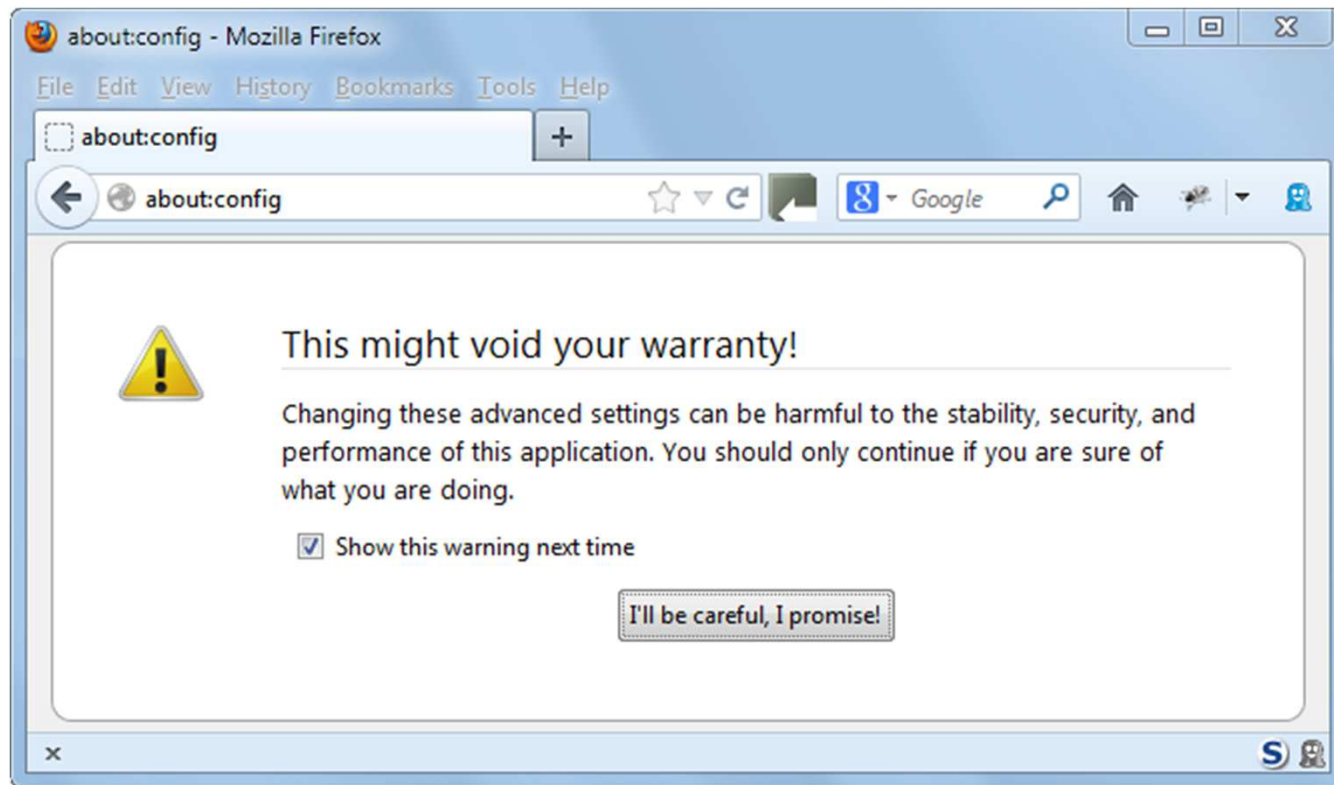 about:config - Mozilla Firefox
File Edit View History Bookmarks Tools Help
about:config
about:config
8 Google
This might void your warranty!
Changing these advanced settings can be harmful to the stability, security, and
performance of this application. You should only continue if you are sure of
what you are doing.
Show this warning next time
I'll be careful, I promise!
S